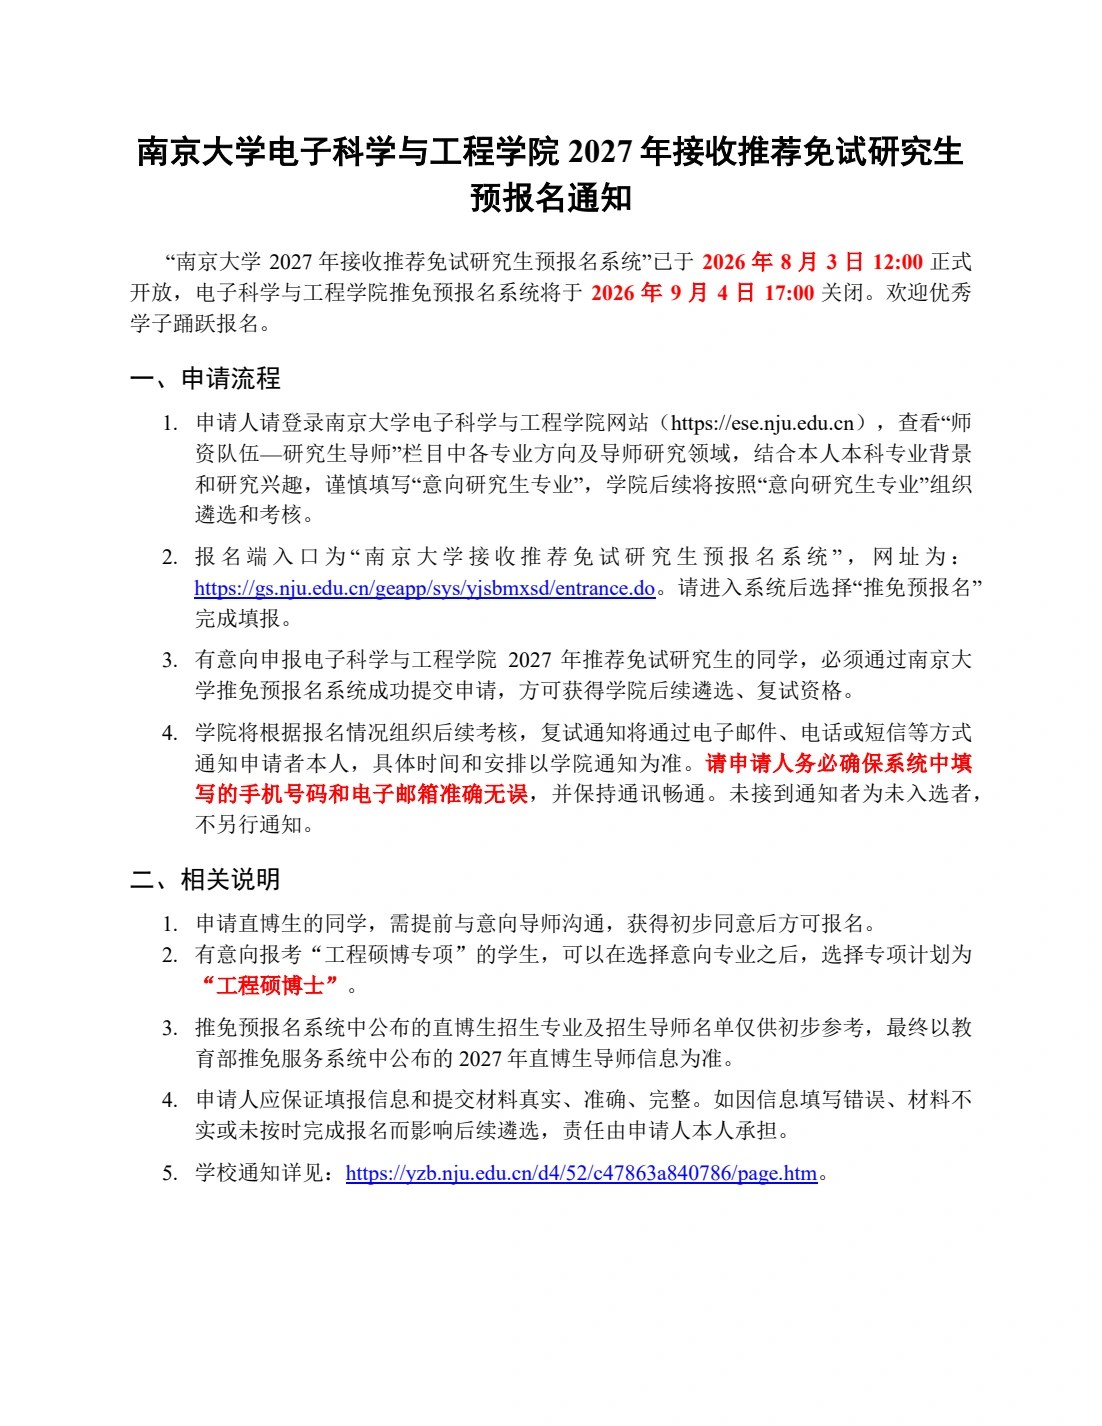 南京大学电子科学与工程学院 2027 年接收推荐免试研究生
预报名通知
“南京大学 2027 年接收推荐免试研究生预报名系统”已于 2026 年 8 月 3 日 12:00 正式
开放，电子科学与工程学院推免预报名系统将于 2026 年 9 月 4 日 17:00 关闭。欢迎优秀
学子踊跃报名。
一、申请流程
1. 申请人请登录南京大学电子科学与工程学院网站（https://ese.nju.edu.cn），查看“师
资队伍—研究生导师”栏目中各专业方向及导师研究领域，结合本人本科专业背景
和研究兴趣，谨慎填写“意向研究生专业”，学院后续将按照“意向研究生专业”组织
遴选和考核。
2. 报名端入口为“南京大学接收推荐免试研究生预报名系统”，网址为：
https://gs.nju.edu.cn/geapp/sys/yjsbmxsd/entrance.do。请进入系统后选择“推免预报名”
完成填报。
3. 有意向申报电子科学与工程学院 2027 年推荐免试研究生的同学，必须通过南京大
学推免预报名系统成功提交申请，方可获得学院后续遴选、复试资格。
4. 学院将根据报名情况组织后续考核，复试通知将通过电子邮件、电话或短信等方式
通知申请者本人，具体时间和安排以学院通知为准。请申请人务必确保系统中填
写的手机号码和电子邮箱准确无误，并保持通讯畅通。未接到通知者为未入选者，
不另行通知。
二、相关说明
1. 申请直博生的同学，需提前与意向导师沟通，获得初步同意后方可报名。
2. 有意向报考“工程硕博专项”的学生，可以在选择意向专业之后，选择专项计划为
“工程硕博士”。
3. 推免预报名系统中公布的直博生招生专业及招生导师名单仅供初步参考，最终以教
育部推免服务系统中公布的 2027 年直博生导师信息为准。
4. 申请人应保证填报信息和提交材料真实、准确、完整。如因信息填写错误、材料不
实或未按时完成报名而影响后续遴选，责任由申请人本人承担。
5. 学校通知详见：https://yzb.nju.edu.cn/d4/52/c47863a840786/page.htm。